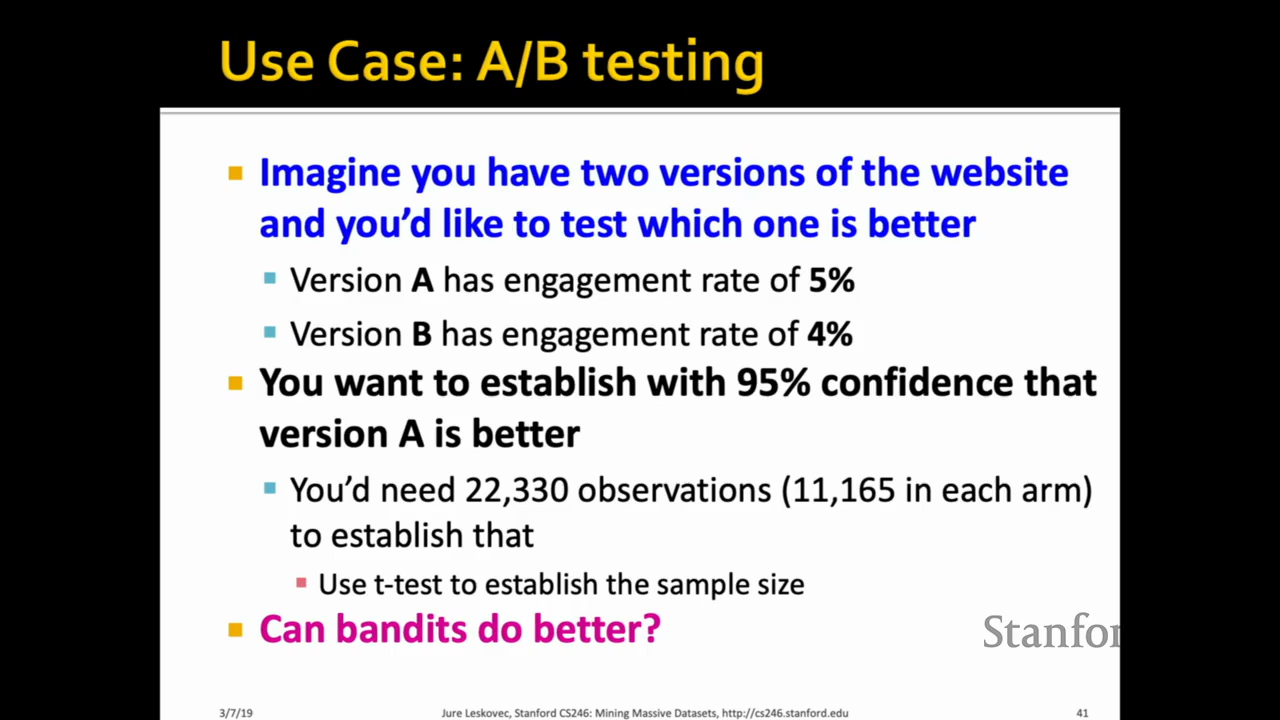 Use Case: A/B testing
Imagine you have two versions of the website
and you'd like to test which one is better
Version A has engagement rate of 5%
Version B has engagement rate of 4%
You want to establish with 95% confidence that
version A is better
You'd need 22,330 observations (11,165 in each arm)
to establish that
Use t-test to establish the sample size
Can bandits do better?
Stanfor
3/7/19
Jure Leskovec, Stanford CS246: Mining Massive Datasets, http://cs246.stanford.edu
41